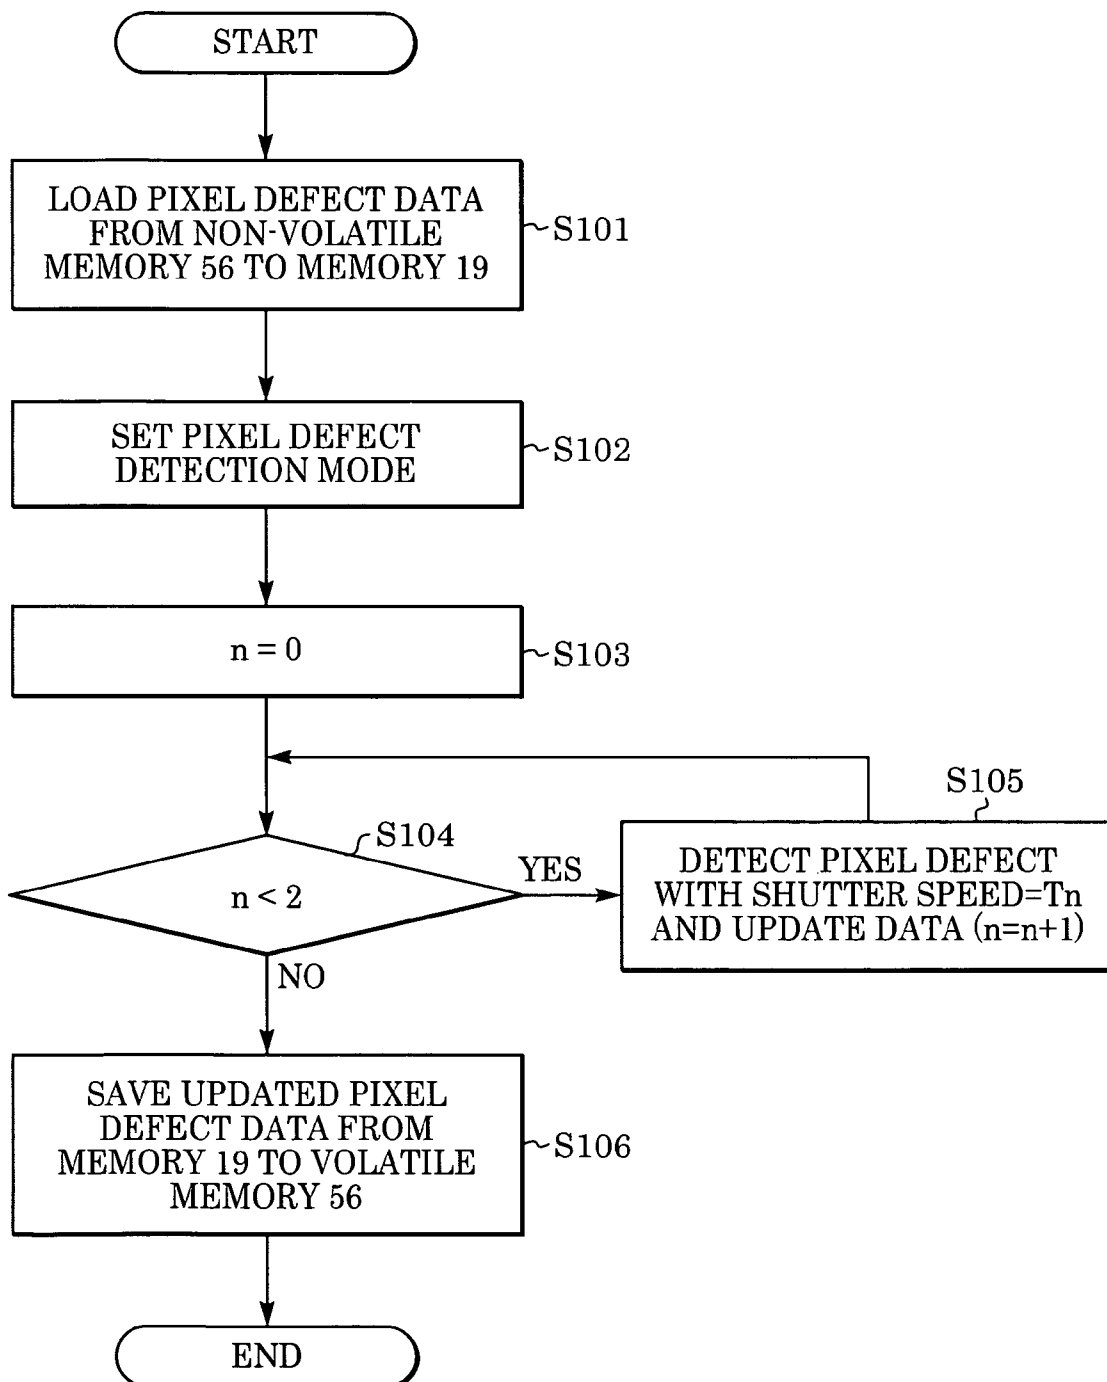 START
LOAD PIXEL DEFECT DATA
FROM NON-VOLATILE
MEMORY 56 TO MEMORY 19
S101
SET PIXEL DEFECT
DETECTION MODE
S102
n = 0
S103
S104
n < 2
YES
S105
DETECT PIXEL DEFECT
WITH SHUTTER SPEED=Tn
AND UPDATE DATA (n=n+1)
NO
SAVE UPDATED PIXEL
DEFECT DATA FROM
MEMORY 19 TO VOLATILE
MEMORY 56
S106
END